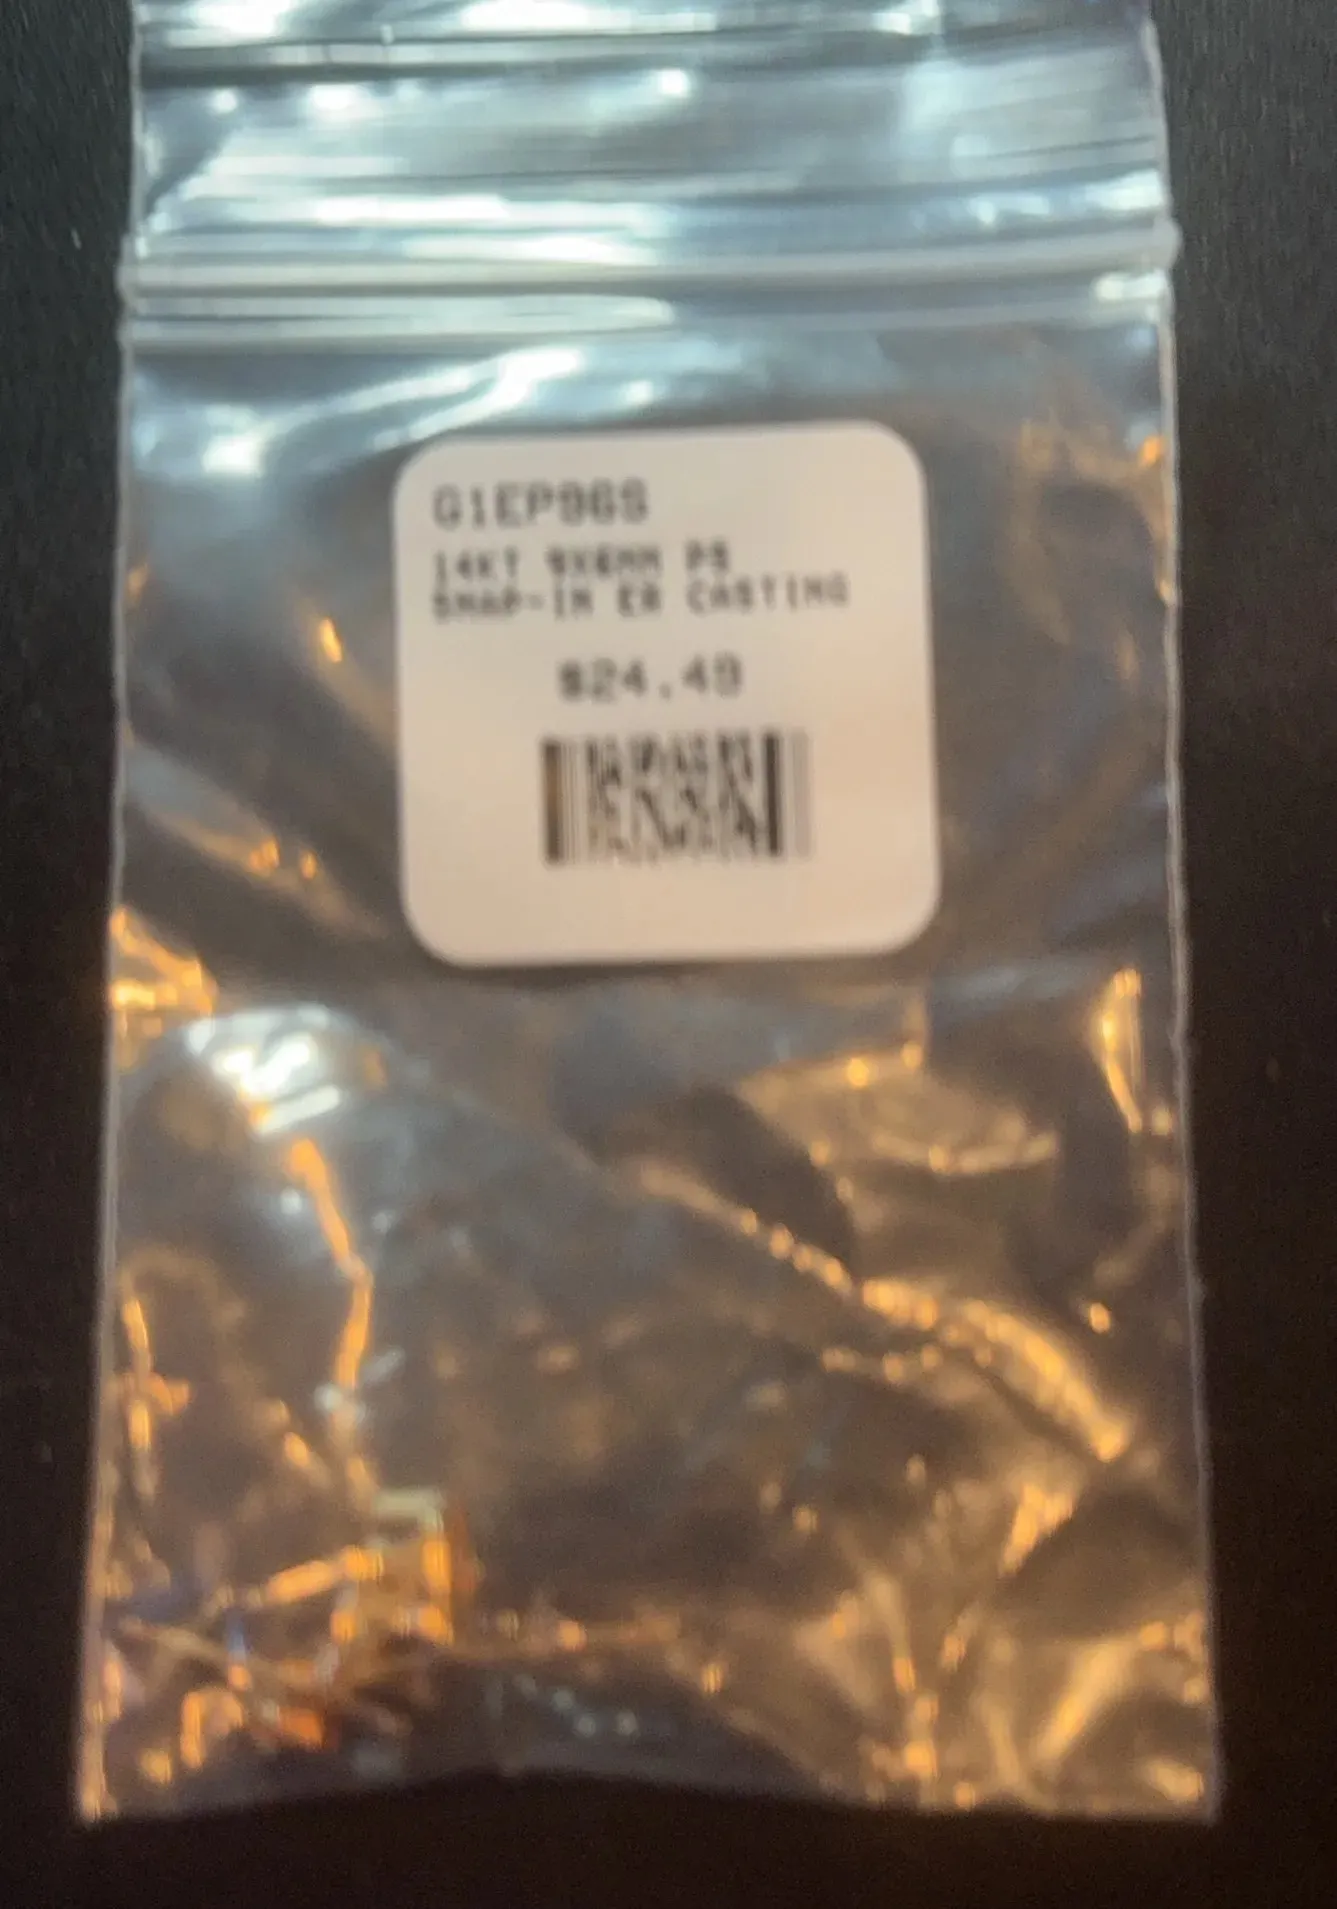 G1EP96S
14KT 9X6MM PS
SNAP-IN ER CASTING
$24.49